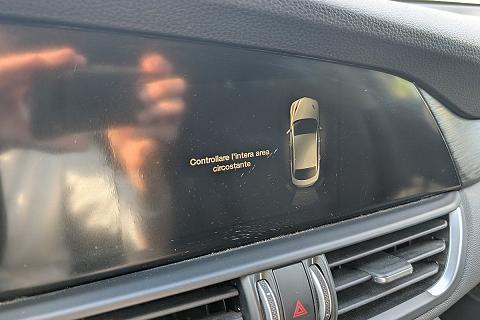 Controllare l'intera area
circostante